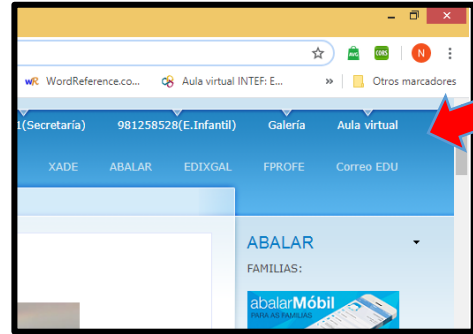 N
WordReference.co...
Aula virtual INTEF: E...
»
Otros marcadores
1(Secretaría)
981258528(E.Infantil)
Galería
Aula virtual
XADE
ABALAR
EDIXGAL
FPROFE
Correo EDU
ABALAR
FAMILIAS:
abalarMóbil
PARA AS FAMILIAS